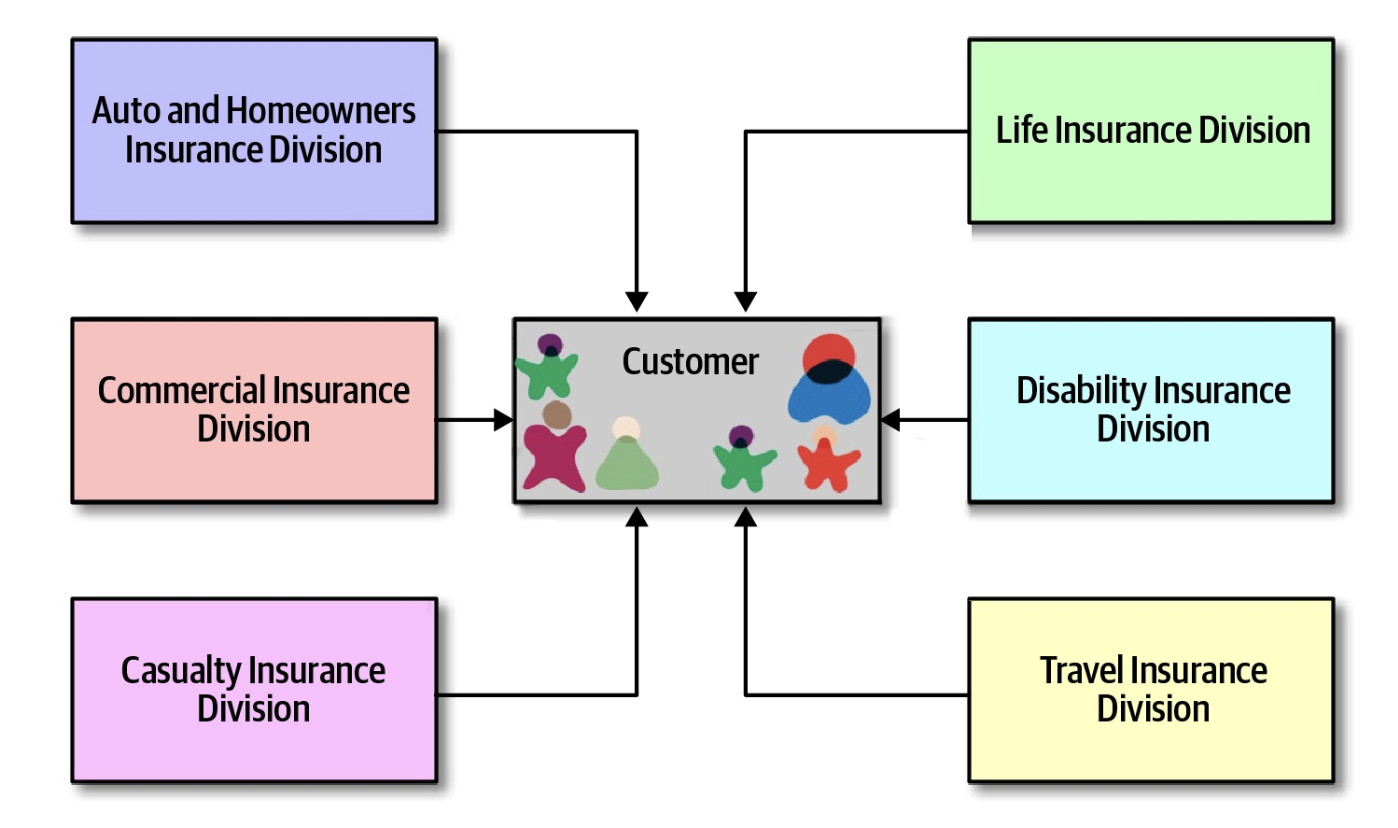 Auto and Homeowners
Insurance Division
Life Insurance Division
Commercial Insurance
Division
Customer
Disability Insurance
Division
Casualty Insurance
Division
Travel Insurance
Division